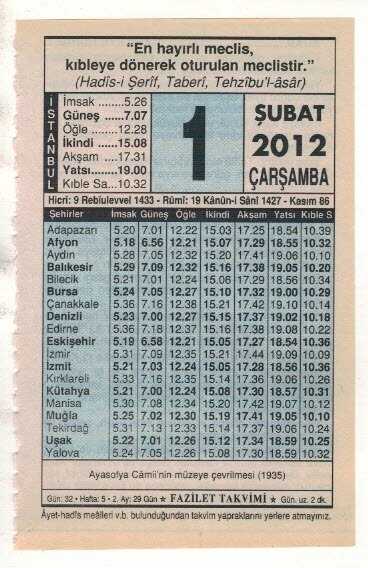 “En hayırlı meclis,
kıbleye dönerek oturulan meclistir.”
(Hadîs-i Şerîf, Taberî, Tehzîbu'l-âsâr)
İSTANBUL
İmsak ........5.26
Güneş ......7.07
Öğle ........12.28
İkindi ......15.08
Akşam ....17.31
Yatsı.......19.00
Kıble Sa...10.32
1
ŞUBAT
2012
ÇARŞAMBA
Hicrî: 9 Rebîulevvel 1433 - Rûmî: 19 Kânûn-i Sânî 1427 - Kasım 86
Şehirler İmsak Güneş Öğle İkindi Akşam Yatsı Kıble S
Adapazarı 5.20 7.01 12.22 15.03 17.25 18.54 10.39
Afyon 5.18 6.56 12.21 15.07 17.29 18.55 10.32
Aydın 5.28 7.05 12.32 15.20 17.41 19.06 10.10
Balıkesir 5.29 7.09 12.32 15.16 17.38 19.05 10.20
Bilecik 5.21 7.01 12.24 15.06 17.29 18.56 10.34
Bursa 5.24 7.05 12.27 15.10 17.32 19.00 10.29
Çanakkale 5.36 7.16 12.38 15.21 17.42 19.10 10.14
Denizli 5.23 7.00 12.27 15.15 17.37 19.02 10.18
Edirne 5.36 7.18 12.37 15.16 17.38 19.08 10.22
Eskişehir 5.19 6.58 12.21 15.05 17.27 18.54 10.36
İzmir 5.31 7.09 12.35 15.21 17.44 19.09 10.09
İzmit 5.21 7.03 12.24 15.05 17.28 18.56 10.36
Kırklareli 5.33 7.16 12.35 15.14 17.36 19.06 10.26
Kütahya 5.21 7.00 12.24 15.08 17.30 18.57 10.31
Manisa 5.30 7.08 12.34 15.20 17.42 19.07 10.12
Muğla 5.25 7.02 12.30 15.19 17.41 19.05 10.10
Tekirdağ 5.31 7.13 12.33 15.14 17.37 19.06 10.24
Uşak 5.22 7.01 12.26 15.12 17.34 18.59 10.25
Yalova 5.24 7.05 12.26 15.08 17.30 18.59 10.32
Ayasofya Câmii'nin müzeye çevrilmesi (1935)
Gün: 32 • Hafta: 5 • 2. Ay: 29 Gün ★ FAZİLET TAKVİMİ ★ Gün. uz. 2 dk.
Âyet-hadîs meâlleri v.b. bulunduğundan takvim yapraklarını yerlere atmayınız.